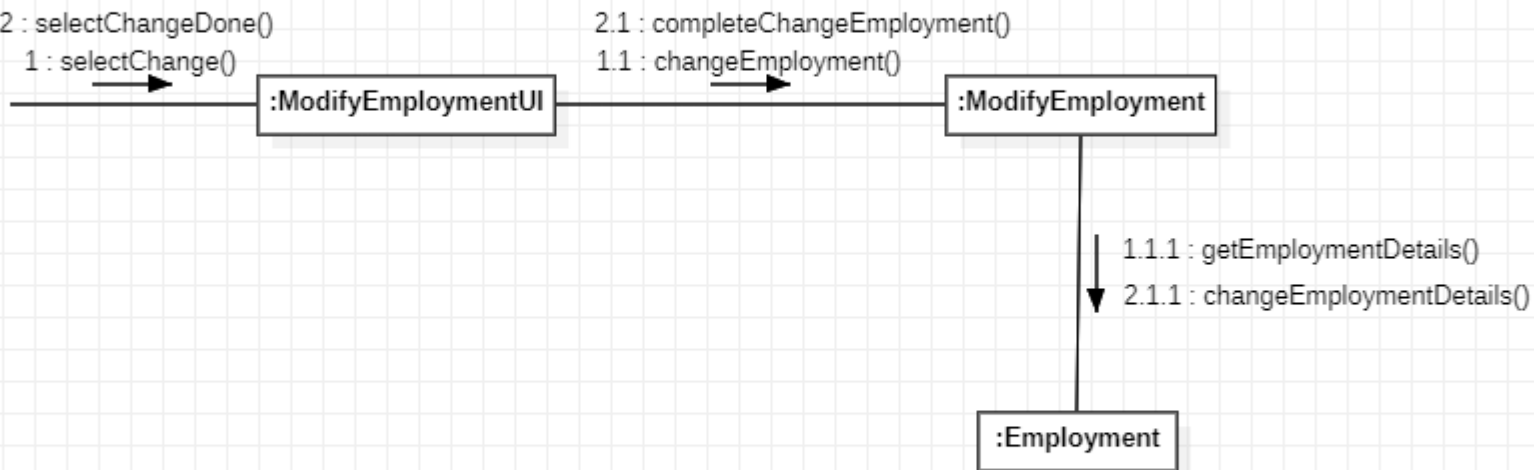 2 : selectChangeDone()
2.1 : completeChangeEmployment()
1 : selectChange()
1.1 : changeEmployment()
:ModifyEmploymentUI
:ModifyEmployment
1.1.1 : getEmploymentDetails()
2.1.1 : changeEmploymentDetails()
:Employment